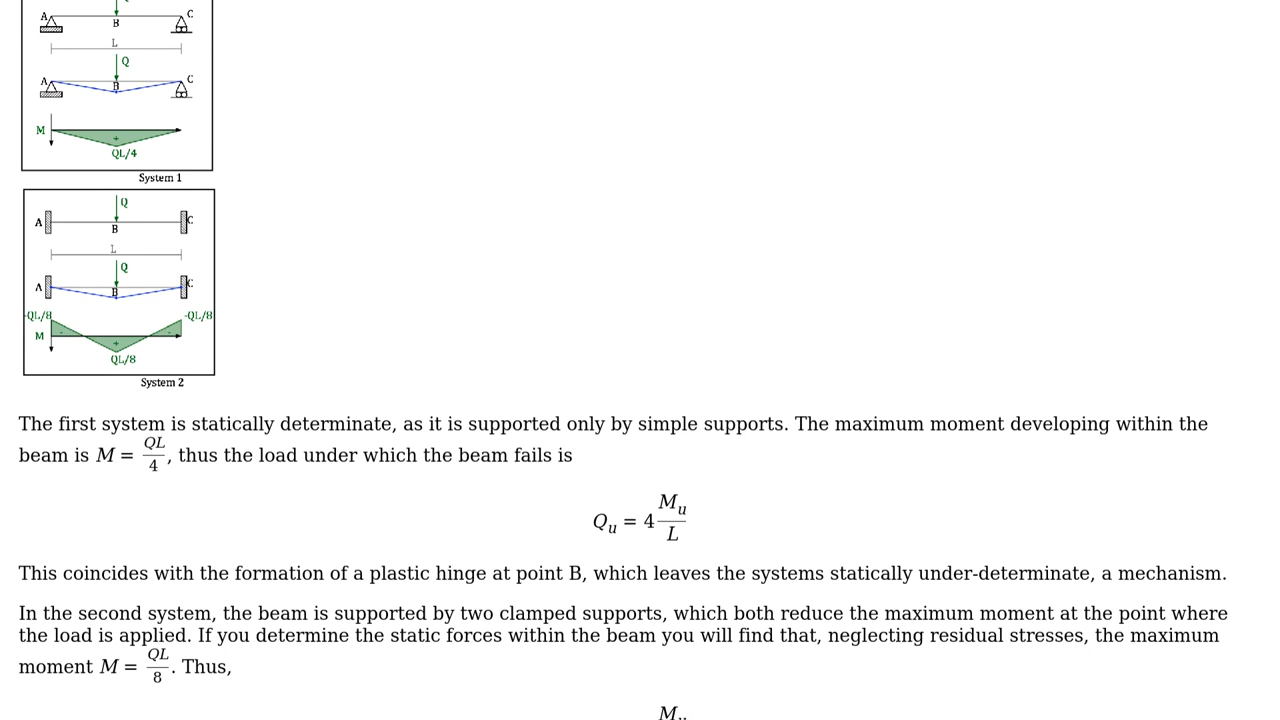 A
B
C
L
Q
A
B
C
M
+
QL/4
System 1
Q
A
B
C
L
Q
A
B
C
-QL/8
-QL/8
M
-
+
-
QL/8
System 2
The first system is statically determinate, as it is supported only by simple supports. The maximum moment developing within the
beam is M = QL/4, thus the load under which the beam fails is
Q_u = 4 M_u/L
This coincides with the formation of a plastic hinge at point B, which leaves the systems statically under-determinate, a mechanism.
In the second system, the beam is supported by two clamped supports, which both reduce the maximum moment at the point where
the load is applied. If you determine the static forces within the beam you will find that, neglecting residual stresses, the maximum
moment M = QL/8. Thus,